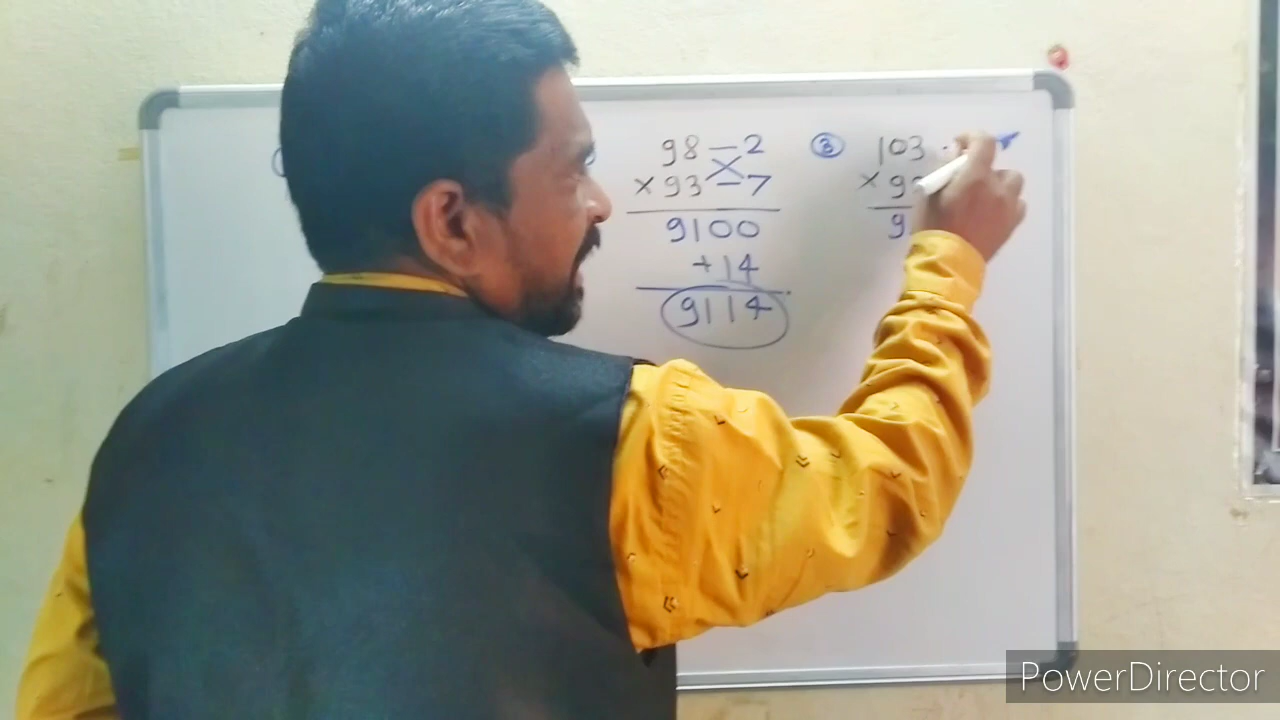 98 – 2
× 93 – 7
9100
+ 14
9114
③ 103
× 9
9
PowerDirector